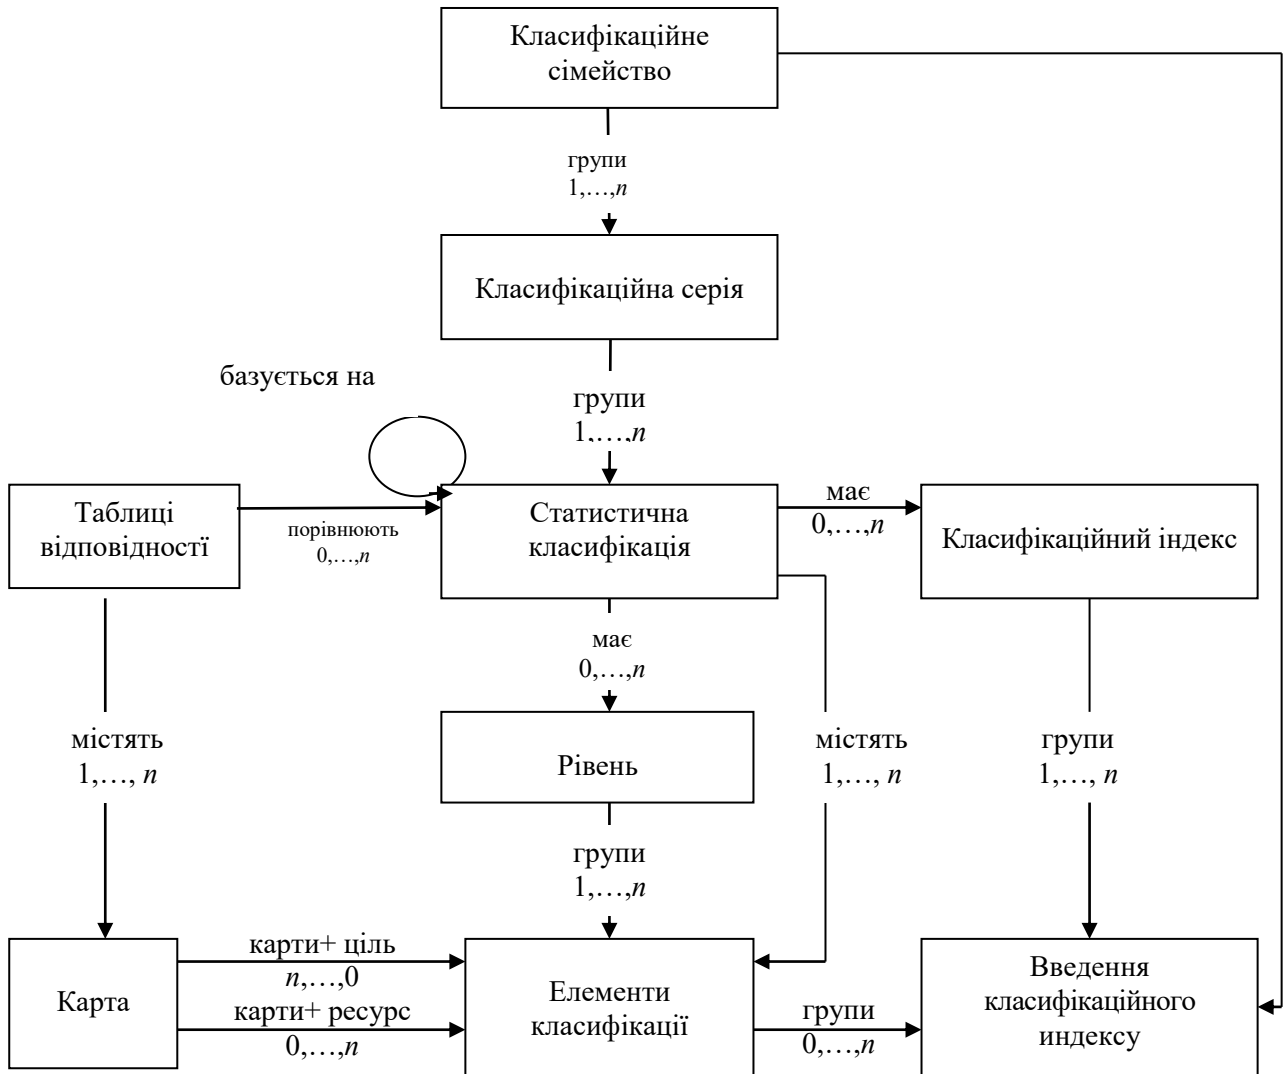 Класифікаційне
сімейство
групи
1,…,n
Класифікаційна серія
базується на
групи
1,…,n
Таблиці
відповідності
порівнюють
0,…,n
Статистична
класифікація
має
0,…,n
Класифікаційний індекс
має
0,…,n
містять
1,…, n
Рівень
містять
1,…, n
групи
1,…, n
групи
1,…,n
Карта
карти+ ціль
n,…,0
карти+ ресурс
0,…,n
Елементи
класифікації
групи
0,…,n
Введення
класифікаційного
индексу